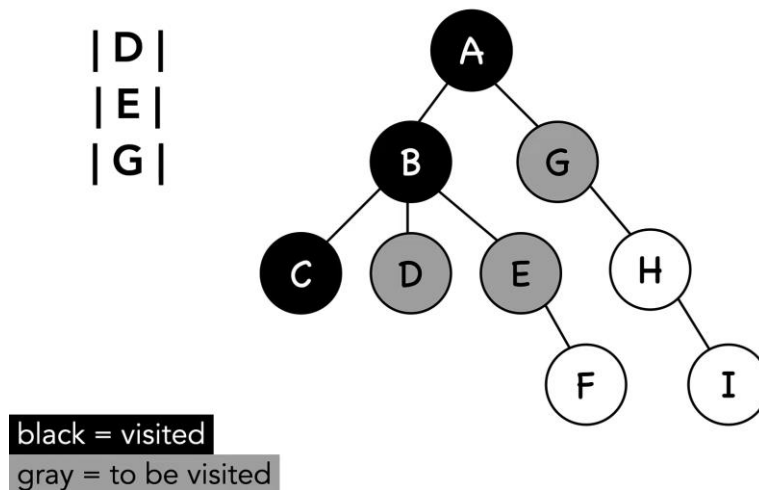 | D |
| E |
| G |
A
B
G
C
D
E
H
F
I
black = visited
gray = to be visited